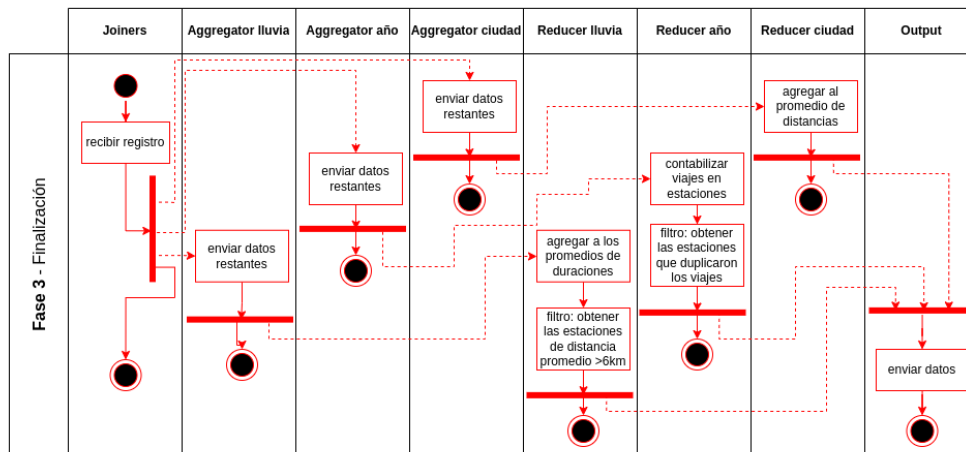 Joiners
Aggregator lluvia
Aggregator año
Aggregator ciudad
Reducer lluvia
Reducer año
Reducer ciudad
Output
Fase 3 - Finalización
recibir registro
enviar datos
restantes
enviar datos
restantes
enviar datos
restantes
agregar a los
promedios de
duraciones
filtro: obtener
las estaciones
de distancia
promedio >6km
contabilizar
viajes en
estaciones
filtro: obtener
las estaciones
que duplicaron
los viajes
agregar al
promedio de
distancias
enviar datos